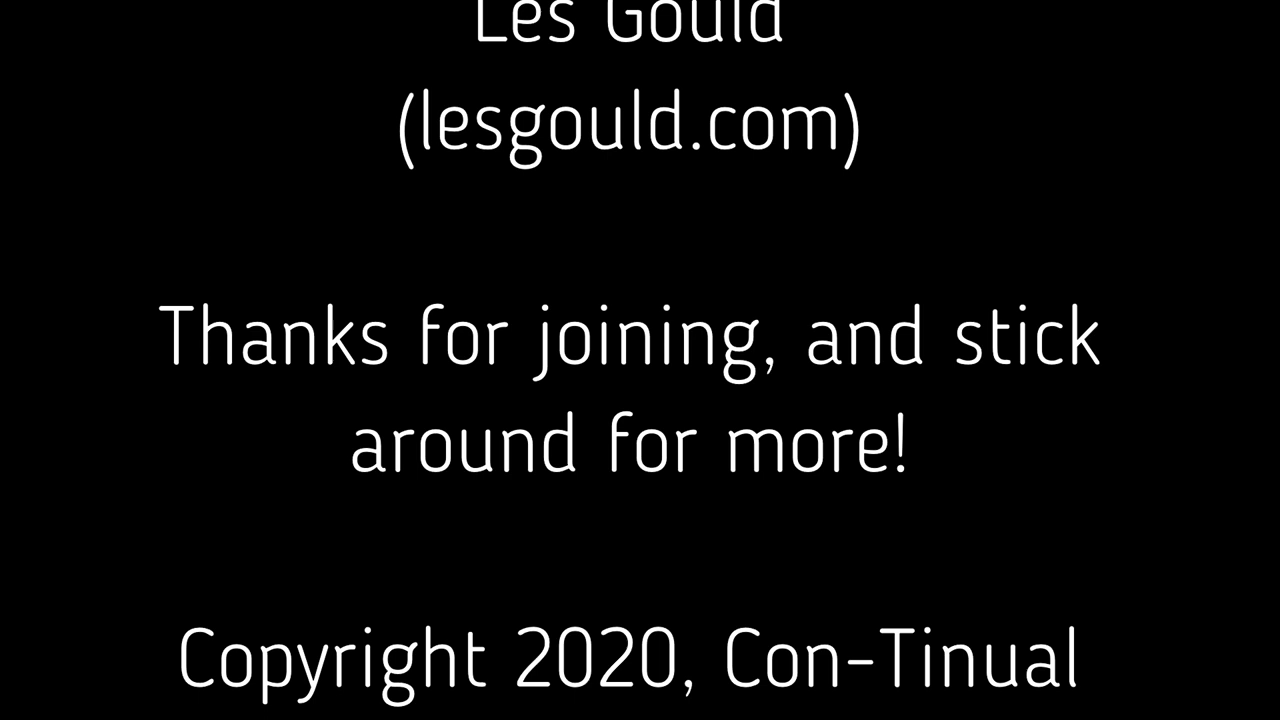 Les Gould
(lesgould.com)
Thanks for joining, and stick
around for more!
Copyright 2020, Con-Tinual